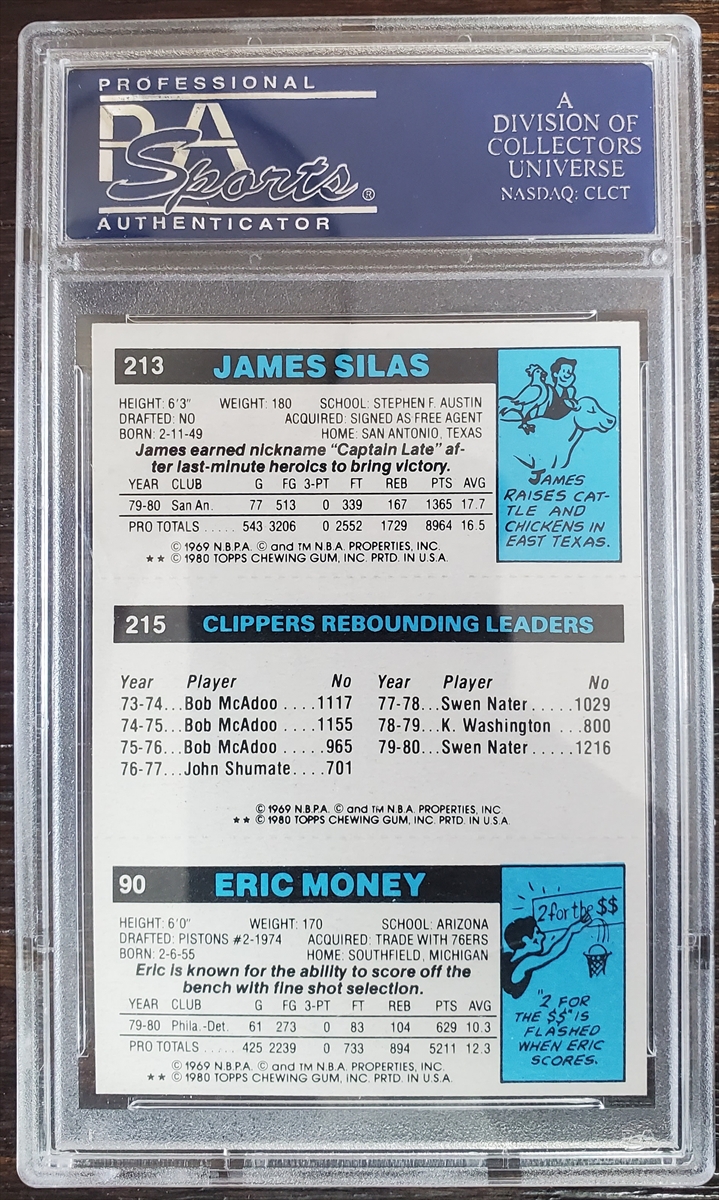 PROFESSIONAL
PSA
Sports®
AUTHENTICATOR
A
DIVISION OF
COLLECTORS
UNIVERSE
NASDAQ: CLCT
213 JAMES SILAS
HEIGHT: 6'3" WEIGHT: 180 SCHOOL: STEPHEN F. AUSTIN
DRAFTED: NO ACQUIRED: SIGNED AS FREE AGENT
BORN: 2-11-49 HOME: SAN ANTONIO, TEXAS
James earned nickname "Captain Late" af-
ter last-minute heroics to bring victory.
YEAR CLUB G FG 3-PT FT REB PTS AVG
79-80 San An. 77 513 0 339 167 1365 17.7
PRO TOTALS ..... 543 3206 0 2552 1729 8964 16.5
© 1969 N.B.P.A. © and TM N.B.A. PROPERTIES, INC.
★★ © 1980 TOPPS CHEWING GUM, INC. PRTD. IN U.S.A.
JAMES
RAISES CAT-
TLE AND
CHICKENS IN
EAST TEXAS.
215 CLIPPERS REBOUNDING LEADERS
Year Player No Year Player No
73-74...Bob McAdoo ....1117 77-78...Swen Nater.....1029
74-75...Bob McAdoo ....1155 78-79...K. Washington ...800
75-76...Bob McAdoo .....965 79-80...Swen Nater.....1216
76-77...John Shumate....701
© 1969 N.B.P.A. © and TM N.B.A. PROPERTIES, INC
★★ © 1980 TOPPS CHEWING GUM, INC. PRTD. IN U.S.A.
90 ERIC MONEY
HEIGHT: 6'0" WEIGHT: 170 SCHOOL: ARIZONA
DRAFTED: PISTONS #2-1974 ACQUIRED: TRADE WITH 76ERS
BORN: 2-6-55 HOME: SOUTHFIELD, MICHIGAN
Eric is known for the ability to score off the
bench with fine shot selection.
YEAR CLUB G FG 3-PT FT REB PTS AVG
79-80 Phila.-Det. 61 273 0 83 104 629 10.3
PRO TOTALS ..... 425 2239 0 733 894 5211 12.3
© 1969 N.B.P.A. © and TM N.B.A. PROPERTIES, INC.
★★ © 1980 TOPPS CHEWING GUM, INC. PRTD. IN U.S.A.
2 for the $$
"2 FOR
THE $$" IS
FLASHED
WHEN ERIC
SCORES.